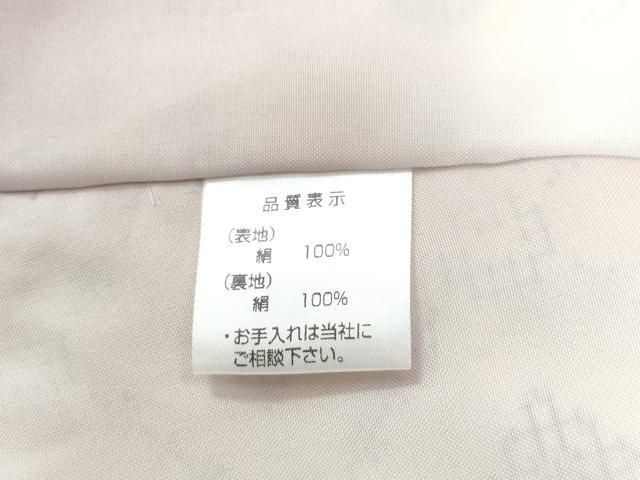 品質表示
(表地)
絹 100%
(裏地)
絹 100%
・お手入れは当社に
ご相談下さい。